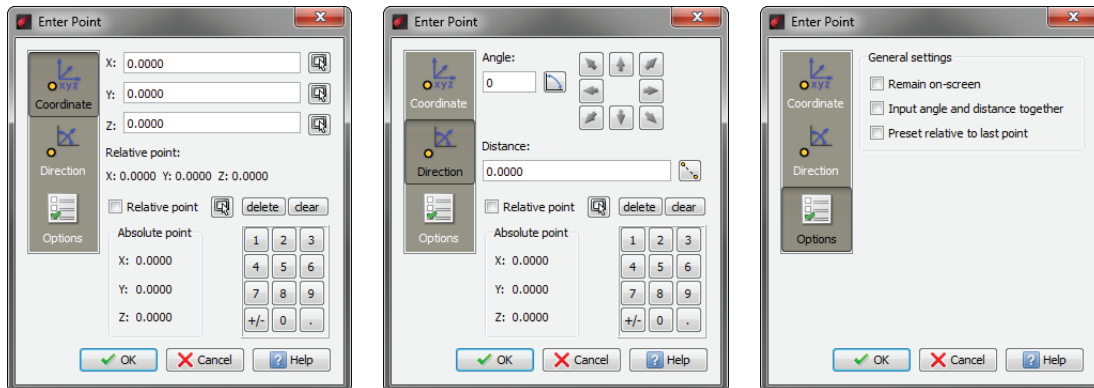 Enter Point
X
X: 0.0000
xyz
Coordinate
Y: 0.0000
Z: 0.0000
Relative point:
Direction
X: 0.0000 Y: 0.0000 Z: 0.0000
Relative point delete clear
Options
Absolute point
X: 0.0000
Y: 0.0000
Z: 0.0000
1 2 3
4 5 6
7 8 9
+/- 0 .
OK Cancel ? Help
Enter Point
X
Angle:
0
xyz
Coordinate
Distance:
Direction
0.0000
Relative point delete clear
Options
Absolute point
X: 0.0000
Y: 0.0000
Z: 0.0000
1 2 3
4 5 6
7 8 9
+/- 0 .
OK Cancel ? Help
Enter Point
X
General settings
xyz
Coordinate
Remain on-screen
Input angle and distance together
Preset relative to last point
Direction
Options
OK Cancel ? Help